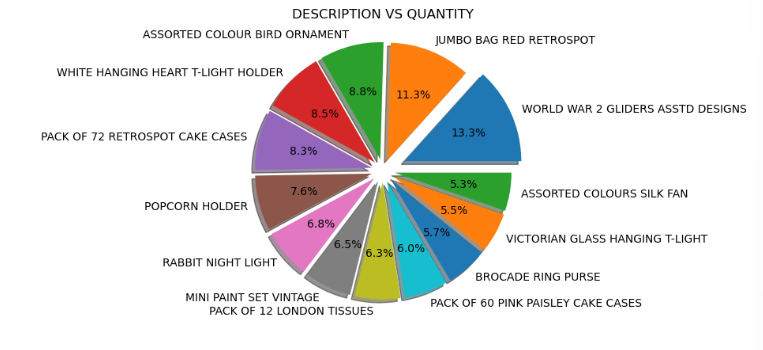 DESCRIPTION VS QUANTITY
ASSORTED COLOUR BIRD ORNAMENT
JUMBO BAG RED RETROSPOT
WHITE HANGING HEART T-LIGHT HOLDER
8.8%
11.3%
WORLD WAR 2 GLIDERS ASSTD DESIGNS
8.5%
13.3%
PACK OF 72 RETROSPOT CAKE CASES
8.3%
7.6%
5.3%
ASSORTED COLOURS SILK FAN
POPCORN HOLDER
6.8%
5.5%
VICTORIAN GLASS HANGING T-LIGHT
6.5%
6.3%
6.0%
5.7%
RABBIT NIGHT LIGHT
BROCADE RING PURSE
MINI PAINT SET VINTAGE
PACK OF 60 PINK PAISLEY CAKE CASES
PACK OF 12 LONDON TISSUES